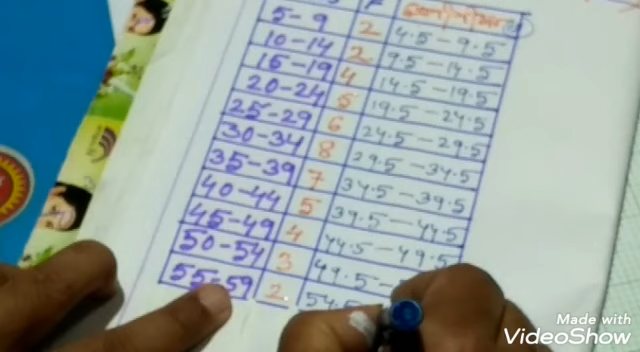 5-9 2 4.5-9.5
10-14 2 9.5-14.5
15-19 4 14.5-19.5
20-24 5 19.5-24.5
25-29 6 24.5-29.5
30-34 8 29.5-34.5
35-39 7 34.5-39.5
40-44 5 39.5-44.5
45-49 4 44.5-49.5
50-54 3 49.5-
55-59 2 54.5
Made with
VideoShow